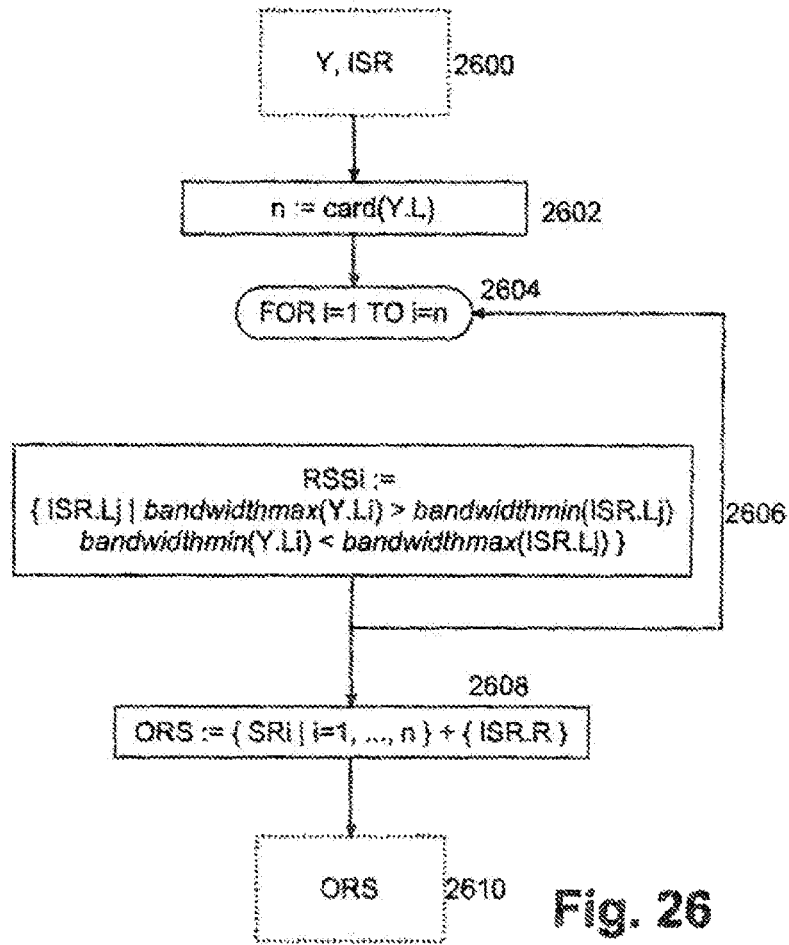 Y, ISR
2600
n := card(Y.L)
2602
2604
FOR i=1 TO i=n
RSSi :=
{ ISR.Lj | bandwidthmax(Y.Li) > bandwidthmin(ISR.Lj)
bandwidthmin(Y.Li) < bandwidthmax(ISR.Lj) }
2606
2608
ORS := { SRi | i=1, ..., n } + { ISR.R }
ORS
2610
Fig. 26